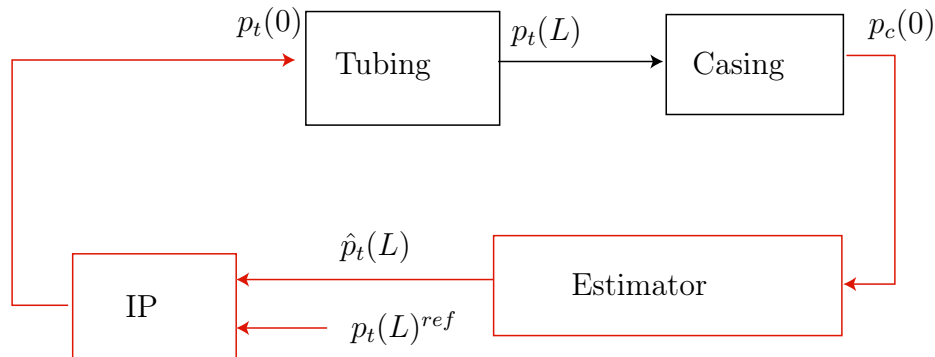 p_t(0)
Tubing
p_t(L)
Casing
p_c(0)
p̂_t(L)
Estimator
IP
p_t(L)^{ref}